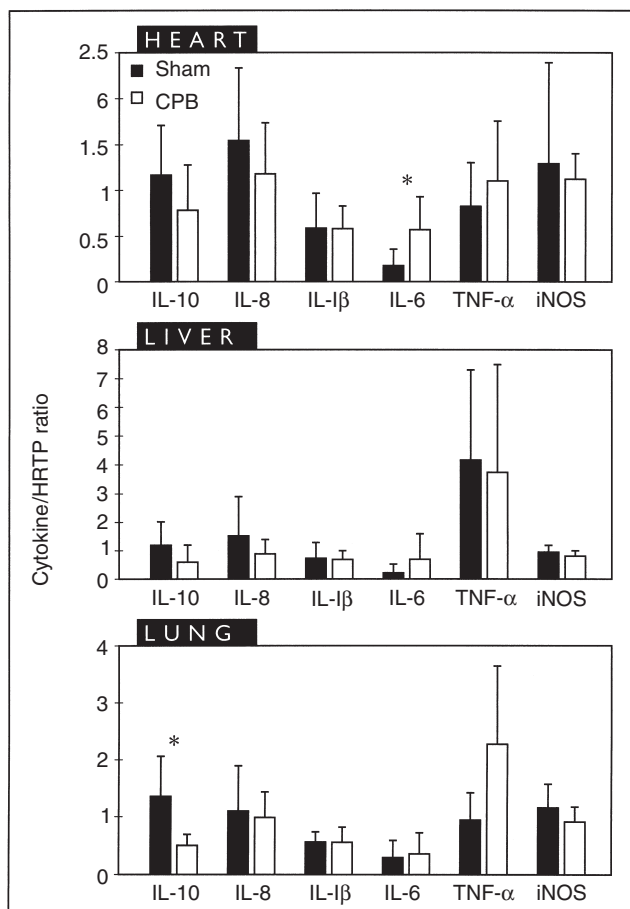 HEART
2.5
6
1.5
1
0.5
0
Sham
CPB
*
IL-10 IL-8 IL-Iβ IL-6 TNF-α iNOS
LIVER
8
7
6
5
4
3
2
1
0
IL-10 IL-8 IL-Iβ IL-6 TNF-α iNOS
LUNG
4
3
2
1
0
*
IL-10 IL-8 IL-Iβ IL-6 TNF-α iNOS
Cytokine/HRTP ratio